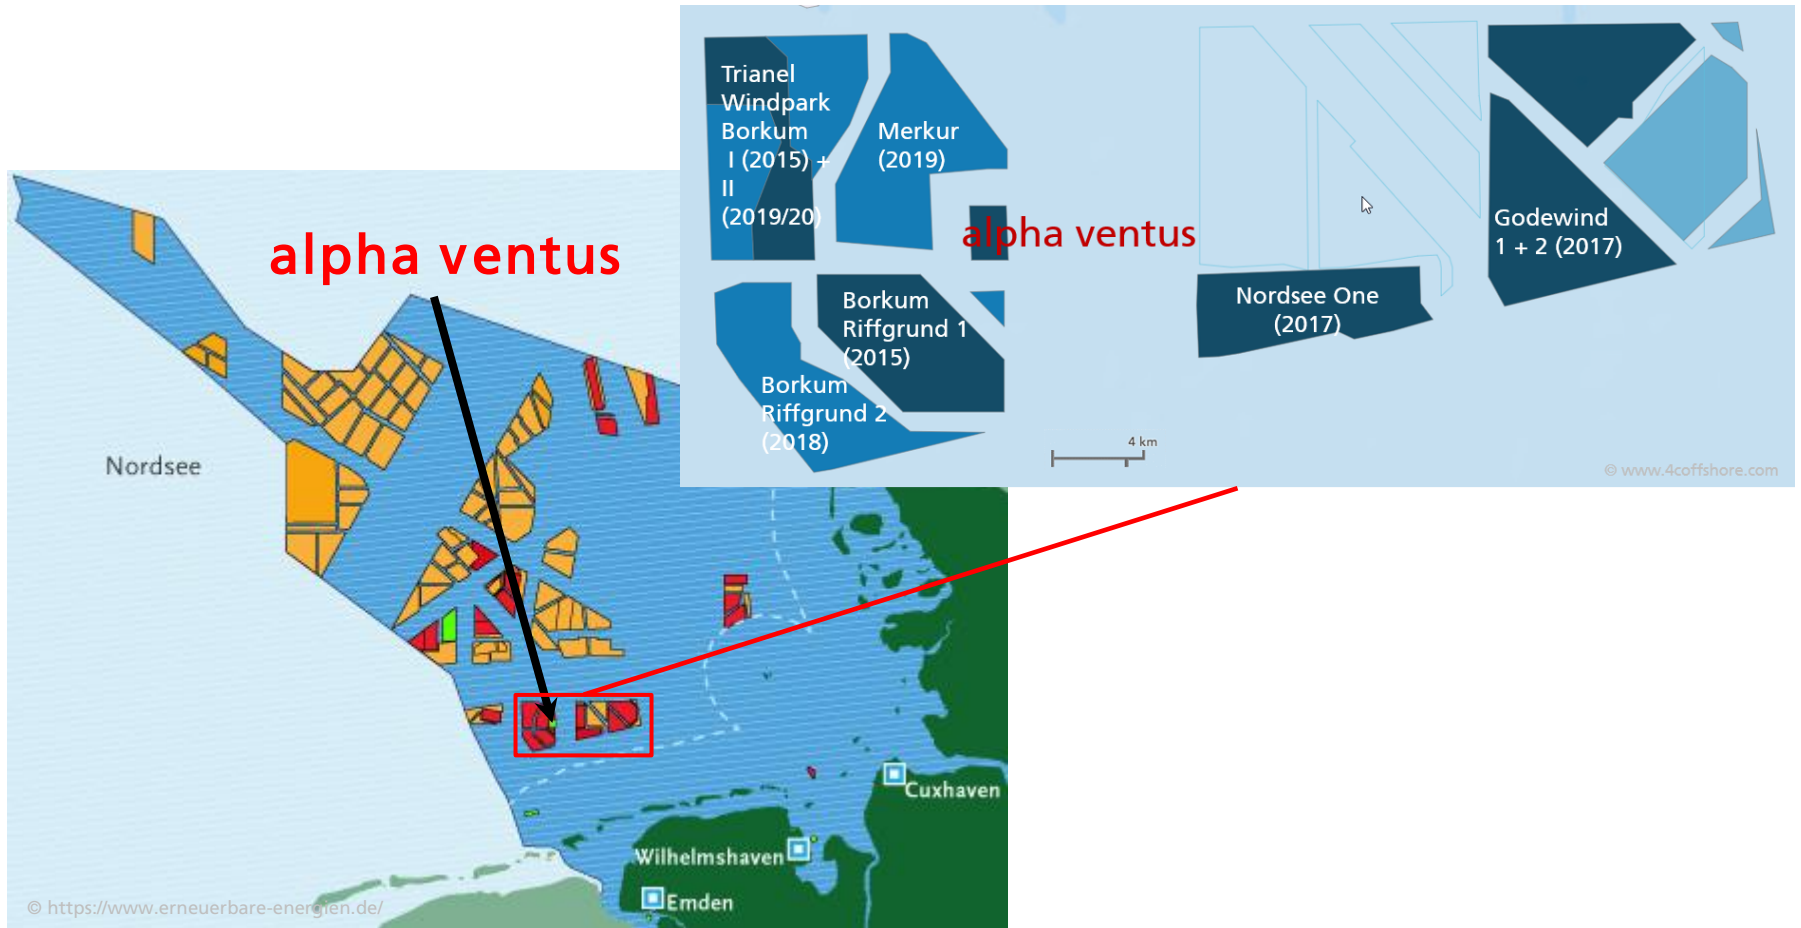 Trianel
Windpark
Borkum
I (2015) +
II
(2019/20)
Merkur
(2019)
alpha ventus
Godewind
1 + 2 (2017)
Nordsee One
(2017)
Borkum
Riffgrund 1
(2015)
Borkum
Riffgrund 2
(2018)
4 km
© www.4coffshore.com
alpha ventus
Nordsee
Cuxhaven
Wilhelmshaven
Emden
© https://www.erneuerbare-energien.de/